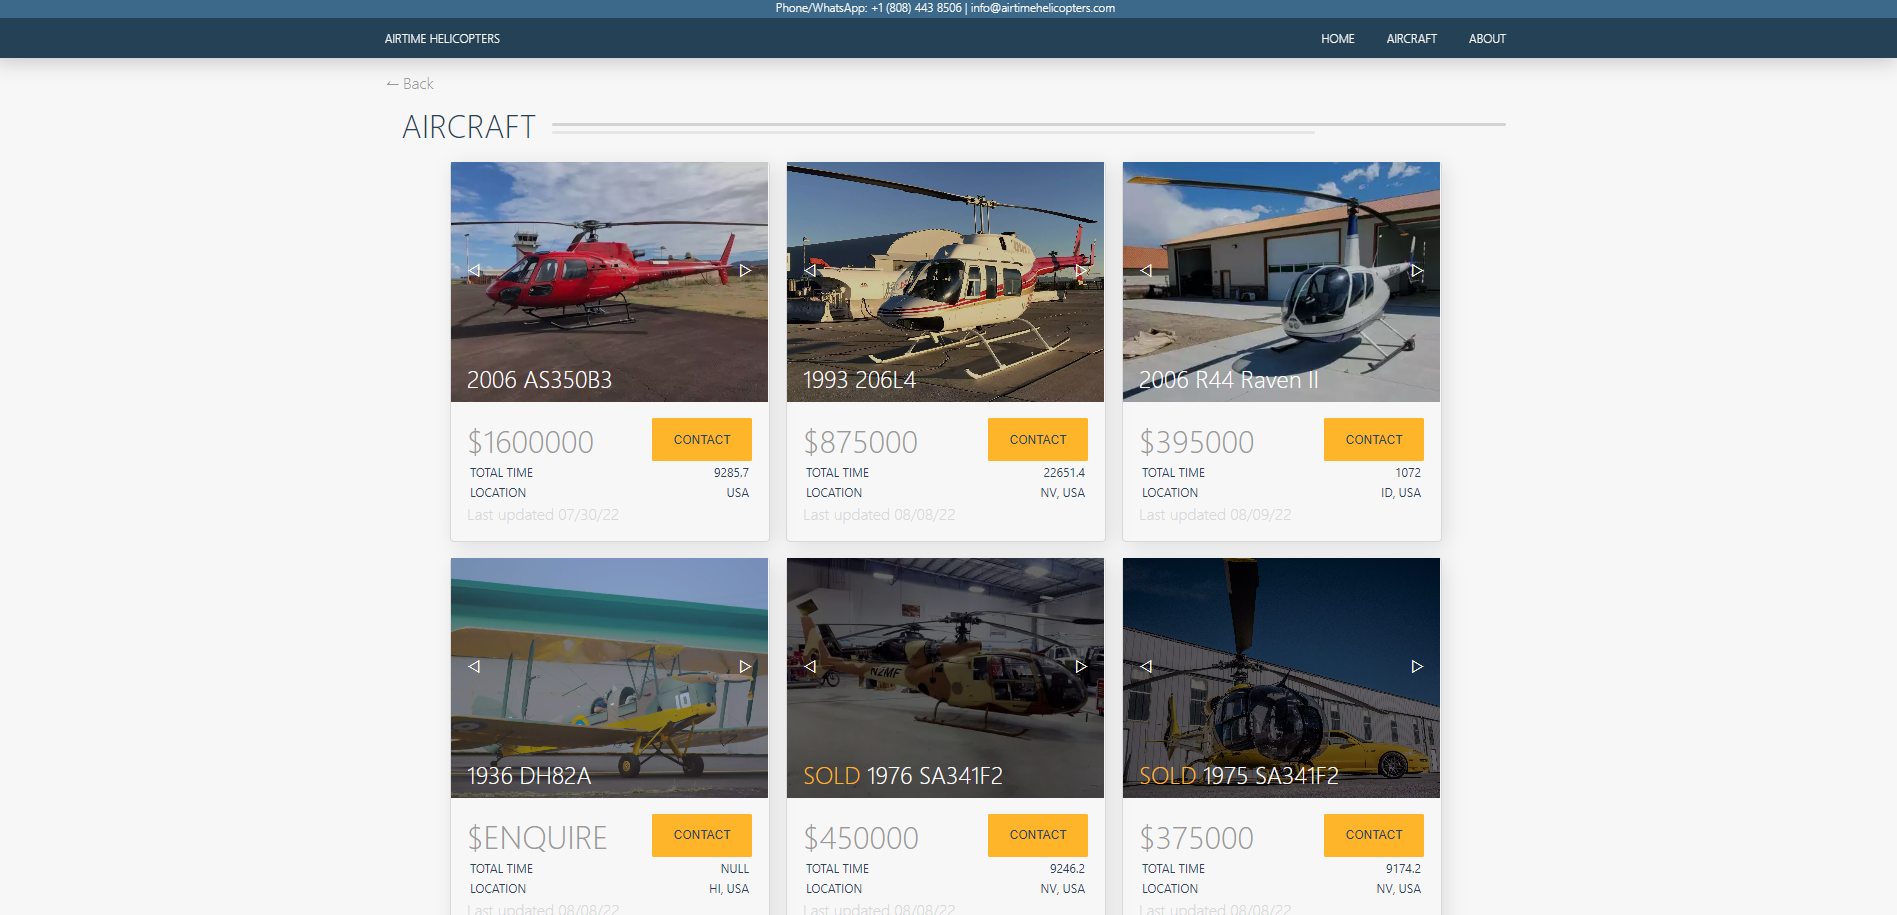 Phone/WhatsApp: +1 (808) 443 8506 | info@airtimehelicopters.com
AIRTIME HELICOPTERS HOME AIRCRAFT ABOUT
← Back
AIRCRAFT
2006 AS350B3
$1600000 CONTACT
TOTAL TIME 9285.7
LOCATION USA
Last updated 07/30/22
1993 206L4
$875000 CONTACT
TOTAL TIME 22651.4
LOCATION NV, USA
Last updated 08/08/22
2006 R44 Raven II
$395000 CONTACT
TOTAL TIME 1072
LOCATION ID, USA
Last updated 08/09/22
10
1936 DH82A
$ENQUIRE CONTACT
TOTAL TIME NULL
LOCATION HI, USA
Last updated 08/08/22
N2MF
SOLD 1976 SA341F2
$450000 CONTACT
TOTAL TIME 9246.2
LOCATION NV, USA
Last updated 08/08/22
SOLD 1975 SA341F2
$375000 CONTACT
TOTAL TIME 9174.2
LOCATION NV, USA
Last updated 08/08/22